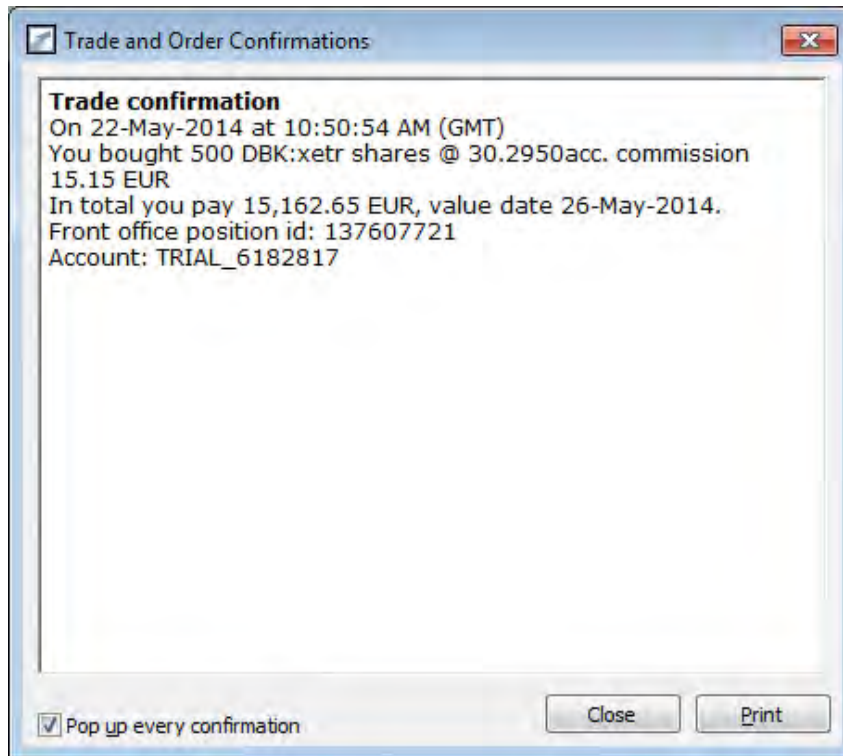 Trade and Order Confirmations
Trade confirmation
On 22-May-2014 at 10:50:54 AM (GMT)
You bought 500 DBK:xetr shares @ 30.2950acc. commission
15.15 EUR
In total you pay 15,162.65 EUR, value date 26-May-2014.
Front office position id: 137607721
Account: TRIAL_6182817
Pop up every confirmation
Close
Print